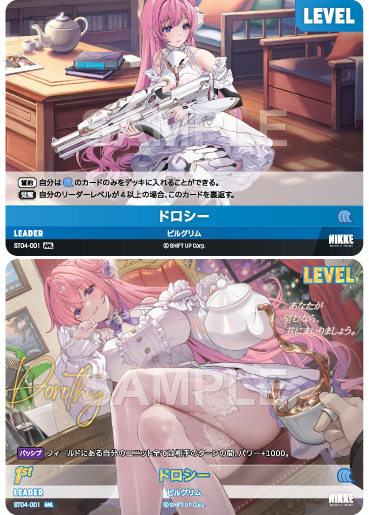 LEVEL
SAMPLE
誓約 自分は のカードのみをデッキに入れることができる。
覚醒 自分のリーダーレベルが4以上の場合、このカードを裏返す。
ドロシー
LEADER ピルグリム
ST04-001 AML © SHIFT UP Corp. NIKKE
LEVEL
あなたが
望むなら、
共にまいりましょう。
Dorothy
SAMPLE
パッシブ フィールドにある自分のユニット全ては相手のターンの間、パワー+1000。
1st
ドロシー
LEADER ピルグリム
ST04-001 AML © SHIFT UP Corp. NIKKE